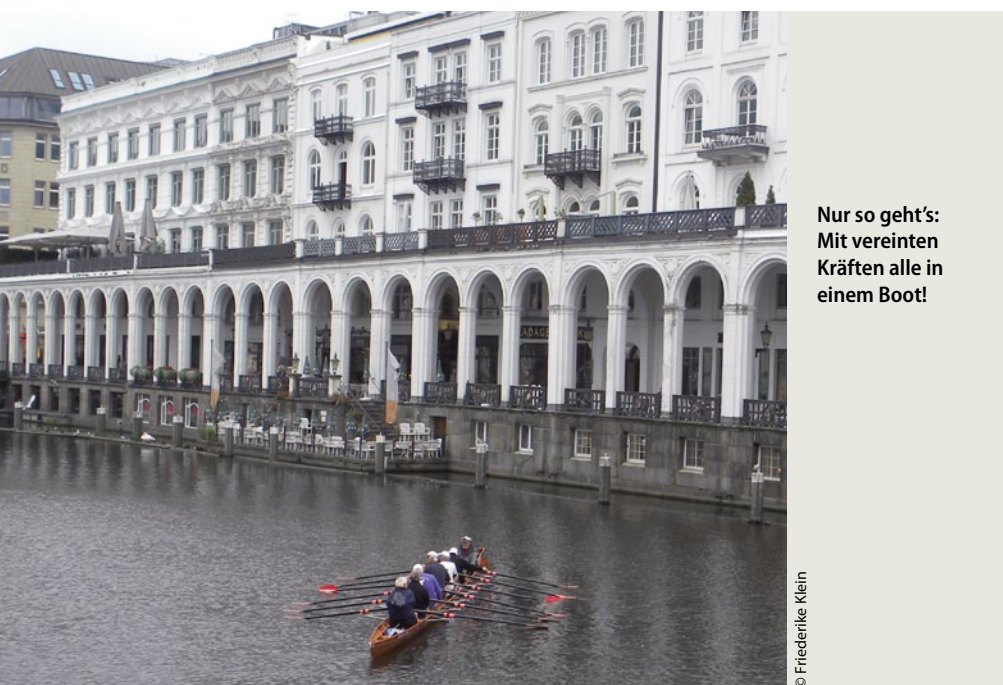 Nur so geht's:
Mit vereinten
Kräften alle in
einem Boot!
© Friederike Klein